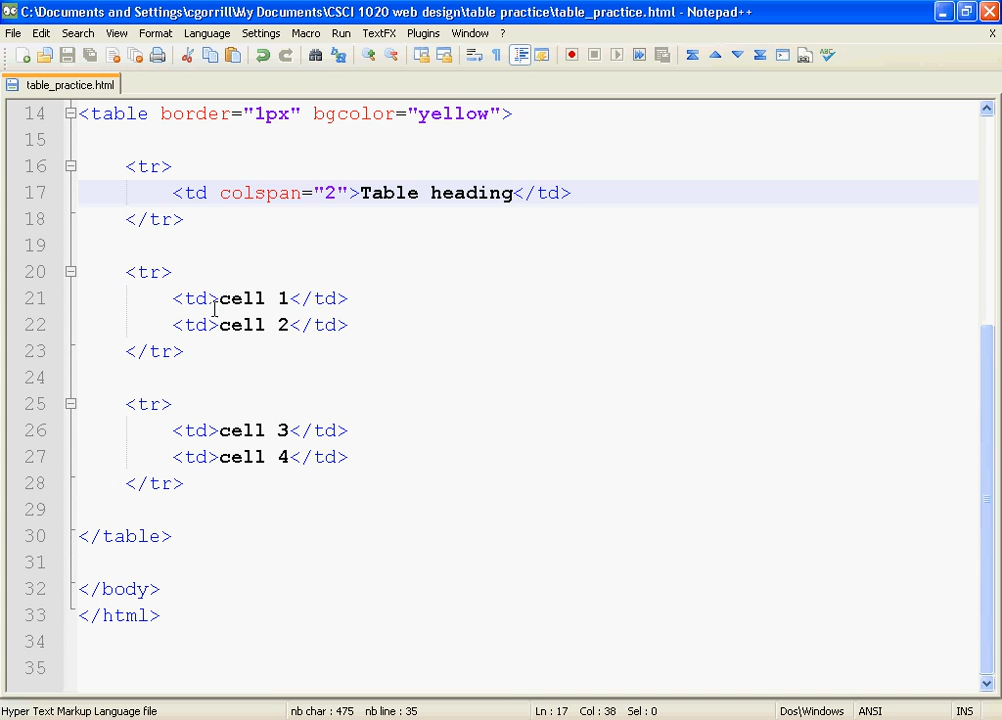 C:\Documents and Settings\cgorrill\My Documents\CSCI 1020 web design\table practice\table_practice.html - Notepad++
File Edit Search View Format Language Settings Macro Run TextFX Plugins Window ? X
table_practice.html
14 <table border="1px" bgcolor="yellow">
15
16 <tr>
17 <td colspan="2">Table heading</td>
18 </tr>
19
20 <tr>
21 <td>cell 1</td>
22 <td>cell 2</td>
23 </tr>
24
25 <tr>
26 <td>cell 3</td>
27 <td>cell 4</td>
28 </tr>
29
30 </table>
31
32 </body>
33 </html>
34
35
Hyper Text Markup Language file nb char : 475 nb line : 35 Ln : 17 Col : 38 Sel : 0 Dos\Windows ANSI INS